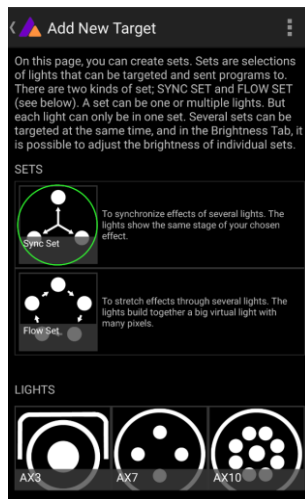 Add New Target
On this page, you can create sets. Sets are selections
of lights that can be targeted and sent programs to.
There are two kinds of set; SYNC SET and FLOW SET
(see below). A set can be one or multiple lights. But
each light can only be in one set. Several sets can be
targeted at the same time, and in the Brightness Tab, it
is possible to adjust the brightness of individual sets.
SETS
To synchronize effects of several lights. The
lights show the same stage of your chosen
effect.
Sync Set
To stretch effects through several lights. The
lights build together a big virtual light with
many pixels.
Flow Set
LIGHTS
AX3
AX7
AX10